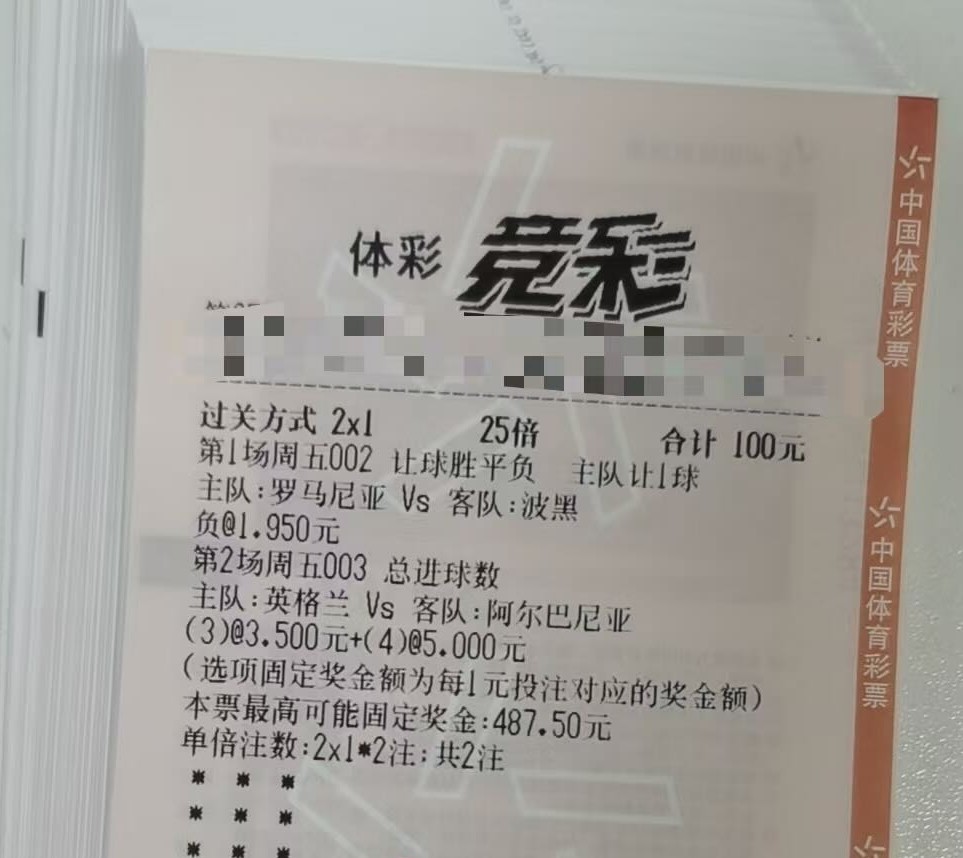 体彩 竞彩
过关方式 2x1 25倍 合计 100元
第1场周五002 让球胜平负 主队让1球
主队:罗马尼亚 Vs 客队:波黑
负@1.950元
第2场周五003 总进球数
主队:英格兰 Vs 客队:阿尔巴尼亚
(3)@3.500元+(4)@5.000元
(选项固定奖金额为每1元投注对应的奖金额)
本票最高可能固定奖金:487.50元
单倍注数:2x1*2注;共2注
* * *
* * *
* * *
中国体育彩票
中国体育彩票